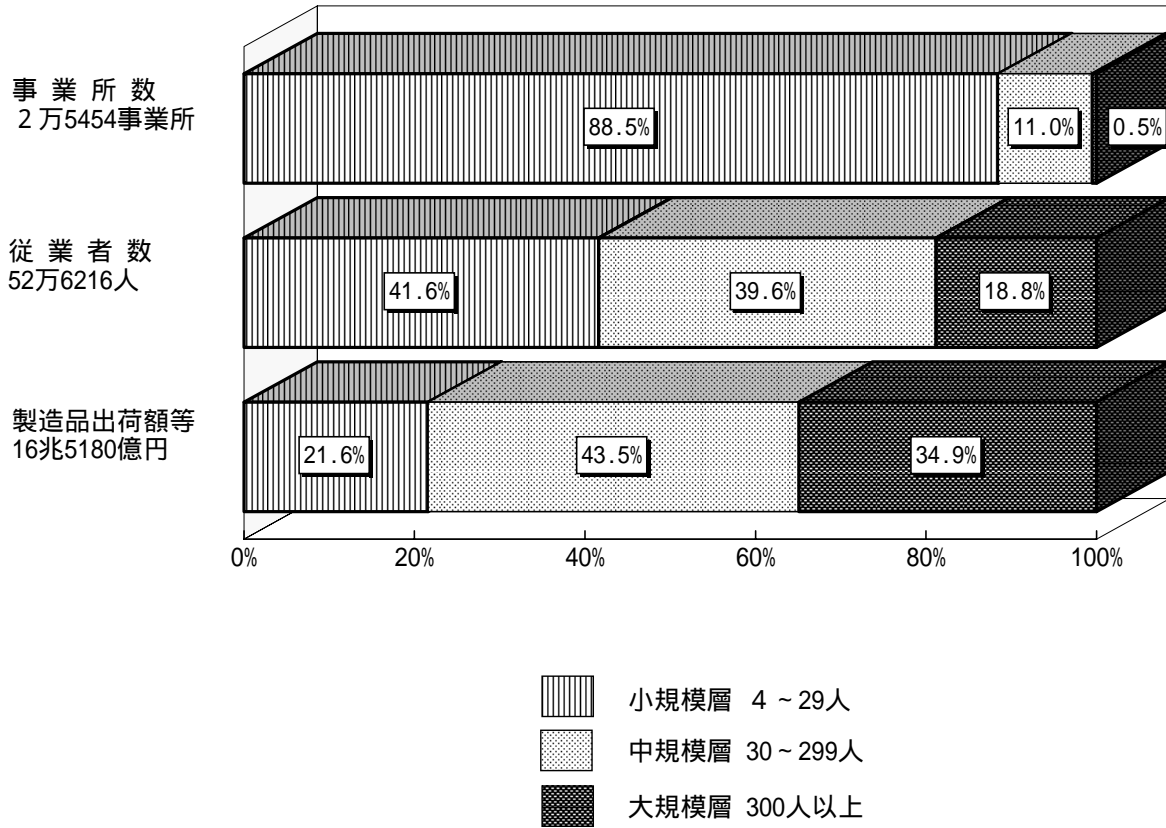 事業所数
2万5454事業所
88.5%
11.0%
0.5%
従業者数
52万6216人
41.6%
39.6%
18.8%
製造品出荷額等
16兆5180億円
21.6%
43.5%
34.9%
0%
20%
40%
60%
80%
100%
小規模層 4~29人
中規模層 30~299人
大規模層 300人以上